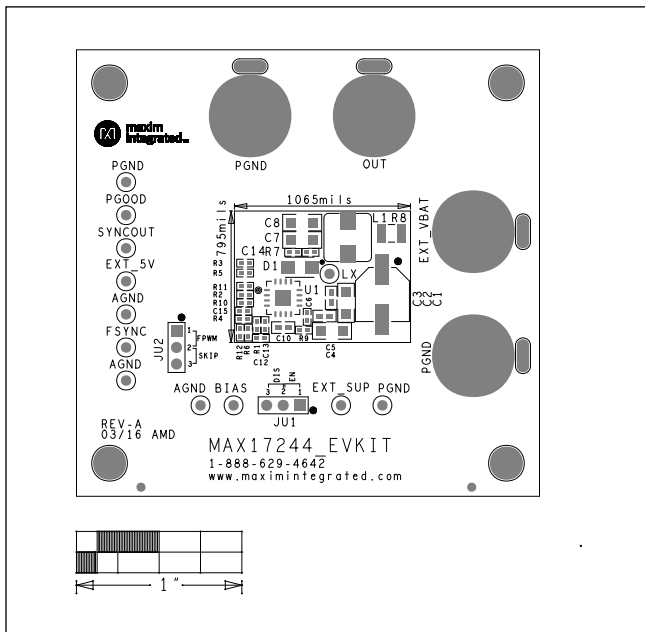 maxim
integrated™
PGND
OUT
PGND
PGOOD
SYNCOUT
EXT_5V
AGND
FSYNC
AGND
1065mils
795mils
C8
C7
C14 R7
D1
L1 R8
LX
U1
EXT_VBAT
R3
R5
R11
R2
R10
C15
R4
R12
R6
R1
C12
C13
C10
R9
C6
C5
C4
C3
C2
C1
PGND
JU2
1
2
3
FPWM
SKIP
AGND BIAS
DIS
EN
3 2 1
JU1
EXT_SUP PGND
REV-A
03/16 AMD
MAX17244_EVKIT
1-888-629-4642
www.maximintegrated.com
1"